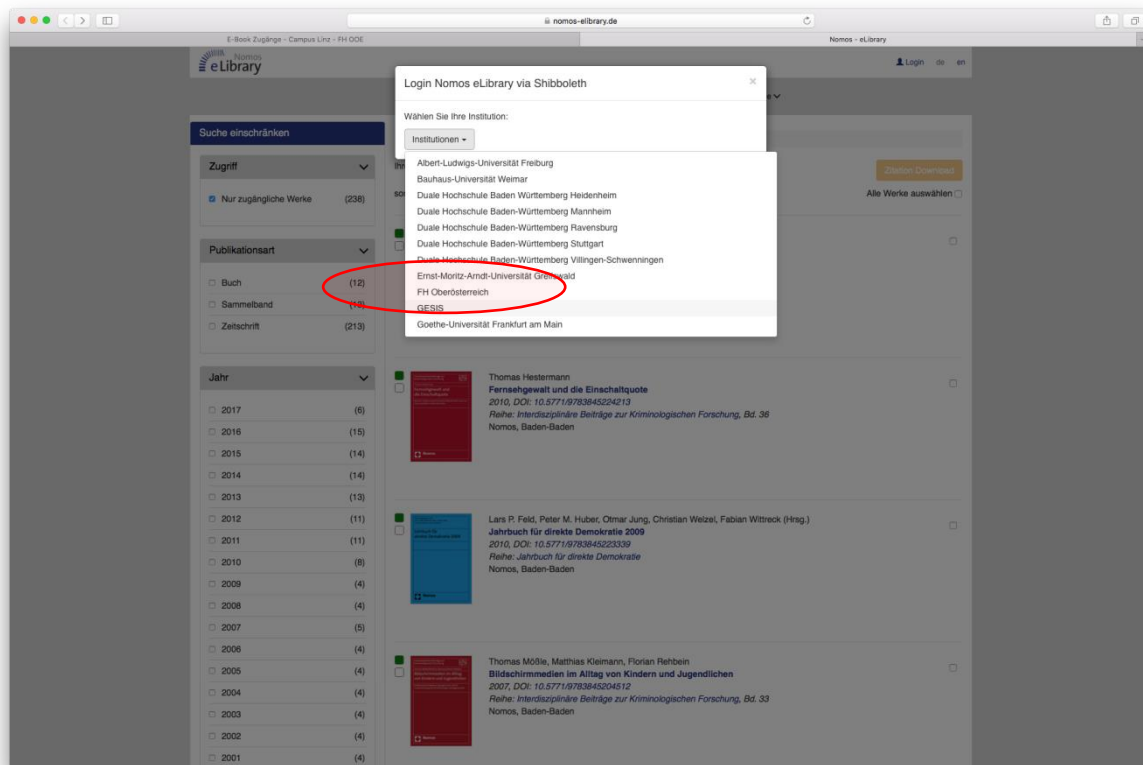 nomos-elibrary.de
E-Book Zugänge - Campus Linz - FH OOE
Nomos - eLibrary
Nomos
eLibrary
Login de en
Login Nomos eLibrary via Shibboleth
×
Wählen Sie Ihre Institution:
Institutionen
Albert-Ludwigs-Universität Freiburg
Bauhaus-Universität Weimar
Duale Hochschule Baden Württemberg Heidenheim
Duale Hochschule Baden-Württemberg Mannheim
Duale Hochschule Baden-Württemberg Ravensburg
Duale Hochschule Baden-Württemberg Stuttgart
Duale Hochschule Baden-Württemberg Villingen-Schwenningen
Ernst-Moritz-Arndt-Universität Greifswald
FH Oberösterreich
GESIS
Goethe-Universität Frankfurt am Main
Suche einschränken
Zugriff
Nur zugängliche Werke (238)
Publikationsart
Buch (12)
Sammelband
Zeitschrift (213)
Jahr
2017 (6)
2016 (15)
2015 (14)
2014 (14)
2013 (13)
2012 (11)
2011 (11)
2010 (8)
2009 (4)
2008 (4)
2007 (5)
2006 (4)
2005 (4)
2004 (4)
2003 (4)
2002 (4)
2001 (4)
Zitation Download
Alle Werke auswählen
Thomas Hestermann
Fernsehgewalt und die Einschaltquote
2010, DOI: 10.5771/9783845224213
Reihe: Interdisziplinäre Beiträge zur Kriminologischen Forschung, Bd. 36
Nomos, Baden-Baden
Lars P. Feld, Peter M. Huber, Otmar Jung, Christian Welzel, Fabian Wittreck (Hrsg.)
Jahrbuch für direkte Demokratie 2009
2010, DOI: 10.5771/9783845223339
Reihe: Jahrbuch für direkte Demokratie
Nomos, Baden-Baden
Thomas Mößle, Matthias Kleimann, Florian Rehbein
Bildschirmmedien im Alltag von Kindern und Jugendlichen
2007, DOI: 10.5771/9783845204512
Reihe: Interdisziplinäre Beiträge zur Kriminologischen Forschung, Bd. 33
Nomos, Baden-Baden